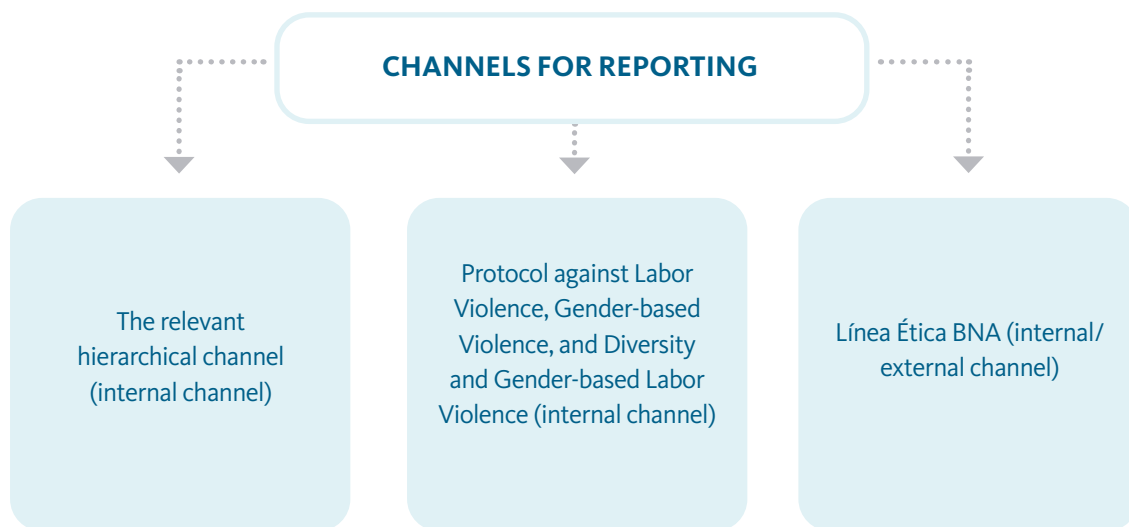 CHANNELS FOR REPORTING
The relevant
hierarchical channel
(internal channel)
Protocol against Labor
Violence, Gender-based
Violence, and Diversity
and Gender-based Labor
Violence (internal channel)
Línea Ética BNA (internal/
external channel)